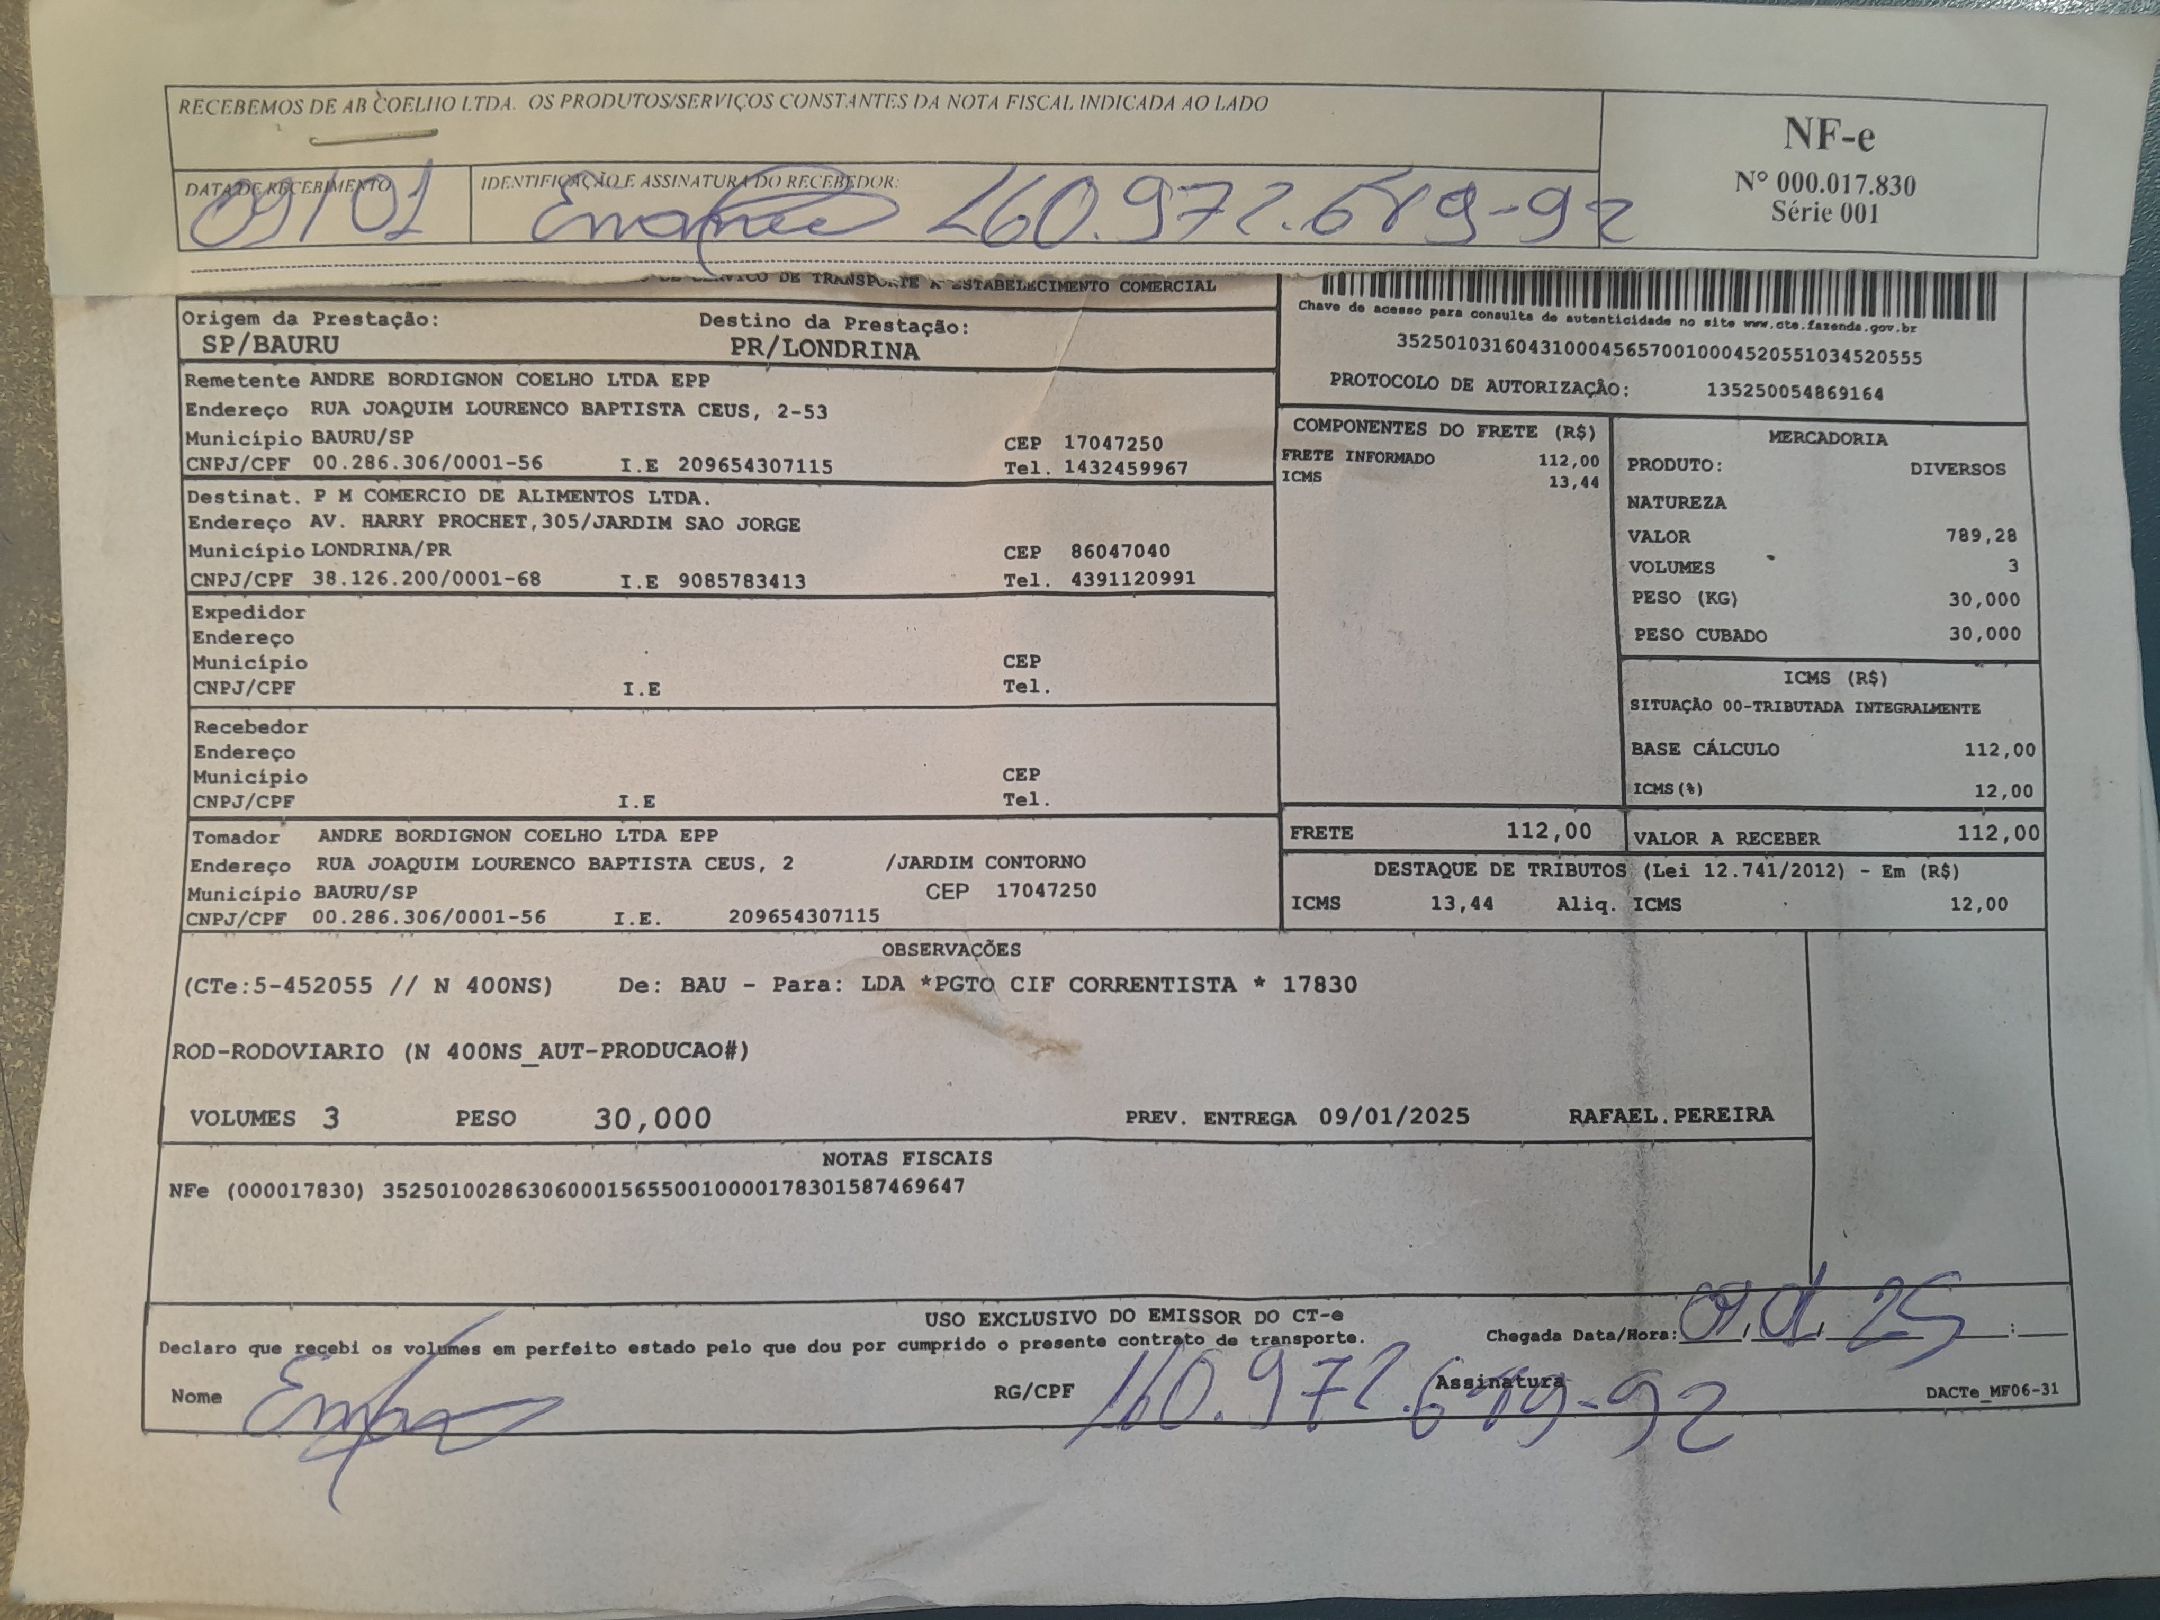 RECEBEMOS DE AB COELHO LTDA. OS PRODUTOS/SERVIÇOS CONSTANTES DA NOTA FISCAL INDICADA AO LADO
NF-e
Nº 000.017.830
Série 001
DATA DE RECEBIMENTO
09/01
IDENTIFICAÇÃO E ASSINATURA DO RECEBEDOR:
DE TRANSPORTE A ESTABELECIMENTO COMERCIAL
Origem da Prestação: Destino da Prestação:
SP/BAURU PR/LONDRINA
Chave de acesso para consulta de autenticidade no site www.cte.fazenda.gov.br
35250103160431000456570010004520551034520555
PROTOCOLO DE AUTORIZAÇÃO: 135250054869164
Remetente ANDRE BORDIGNON COELHO LTDA EPP
Endereço RUA JOAQUIM LOURENCO BAPTISTA CEUS, 2-53
Município BAURU/SP CEP 17047250
CNPJ/CPF 00.286.306/0001-56 I.E 209654307115 Tel. 1432459967
Destinat. P M COMERCIO DE ALIMENTOS LTDA.
Endereço AV. HARRY PROCHET,305/JARDIM SAO JORGE
Município LONDRINA/PR CEP 86047040
CNPJ/CPF 38.126.200/0001-68 I.E 9085783413 Tel. 4391120991
Expedidor
Endereço
Município CEP
CNPJ/CPF I.E Tel.
Recebedor
Endereço
Município CEP
CNPJ/CPF I.E Tel.
Tomador ANDRE BORDIGNON COELHO LTDA EPP
Endereço RUA JOAQUIM LOURENCO BAPTISTA CEUS, 2 /JARDIM CONTORNO
Município BAURU/SP CEP 17047250
CNPJ/CPF 00.286.306/0001-56 I.E. 209654307115
COMPONENTES DO FRETE (R$)
FRETE INFORMADO 112,00
ICMS 13,44
MERCADORIA
PRODUTO: DIVERSOS
NATUREZA
VALOR 789,28
VOLUMES 3
PESO (KG) 30,000
PESO CUBADO 30,000
ICMS (R$)
SITUAÇÃO 00-TRIBUTADA INTEGRALMENTE
BASE CÁLCULO 112,00
ICMS(%) 12,00
FRETE 112,00 VALOR A RECEBER 112,00
DESTAQUE DE TRIBUTOS (Lei 12.741/2012) - Em (R$)
ICMS 13,44 Aliq. ICMS 12,00
OBSERVAÇÕES
(CTe:5-452055 // N 400NS) De: BAU - Para: LDA *PGTO CIF CORRENTISTA * 17830
ROD-RODOVIARIO (N 400NS_AUT-PRODUCAO#)
VOLUMES 3 PESO 30,000 PREV. ENTREGA 09/01/2025 RAFAEL.PEREIRA
NOTAS FISCAIS
NFe (000017830) 35250100286306000156550010000178301587469647
USO EXCLUSIVO DO EMISSOR DO CT-e
Declaro que recebi os volumes em perfeito estado pelo que dou por cumprido o presente contrato de transporte. Chegada Data/Hora: :
Nome RG/CPF Assinatura DACTe_MF06-31